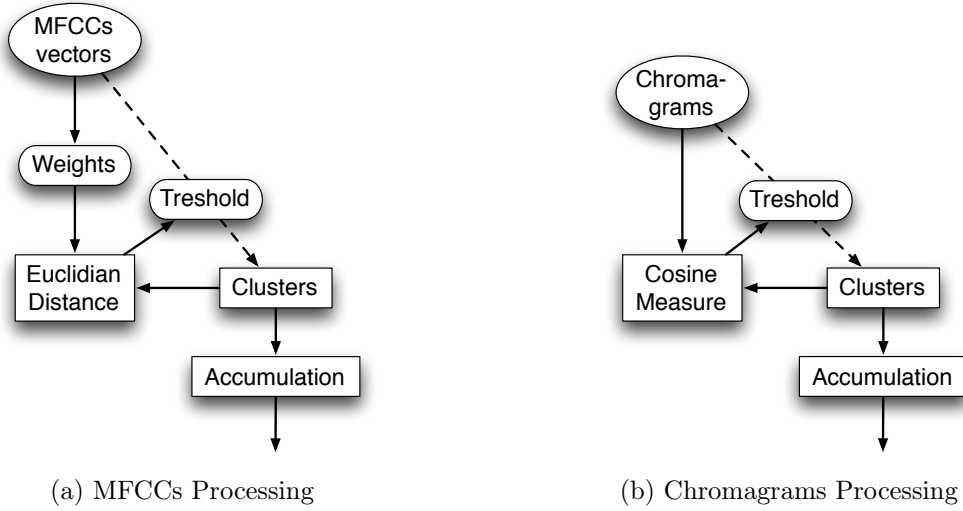 MFCCs
vectors
Weights
Treshold
Euclidian
Distance
Clusters
Accumulation
(a) MFCCs Processing
Chroma-
grams
Treshold
Cosine
Measure
Clusters
Accumulation
(b) Chromagrams Processing